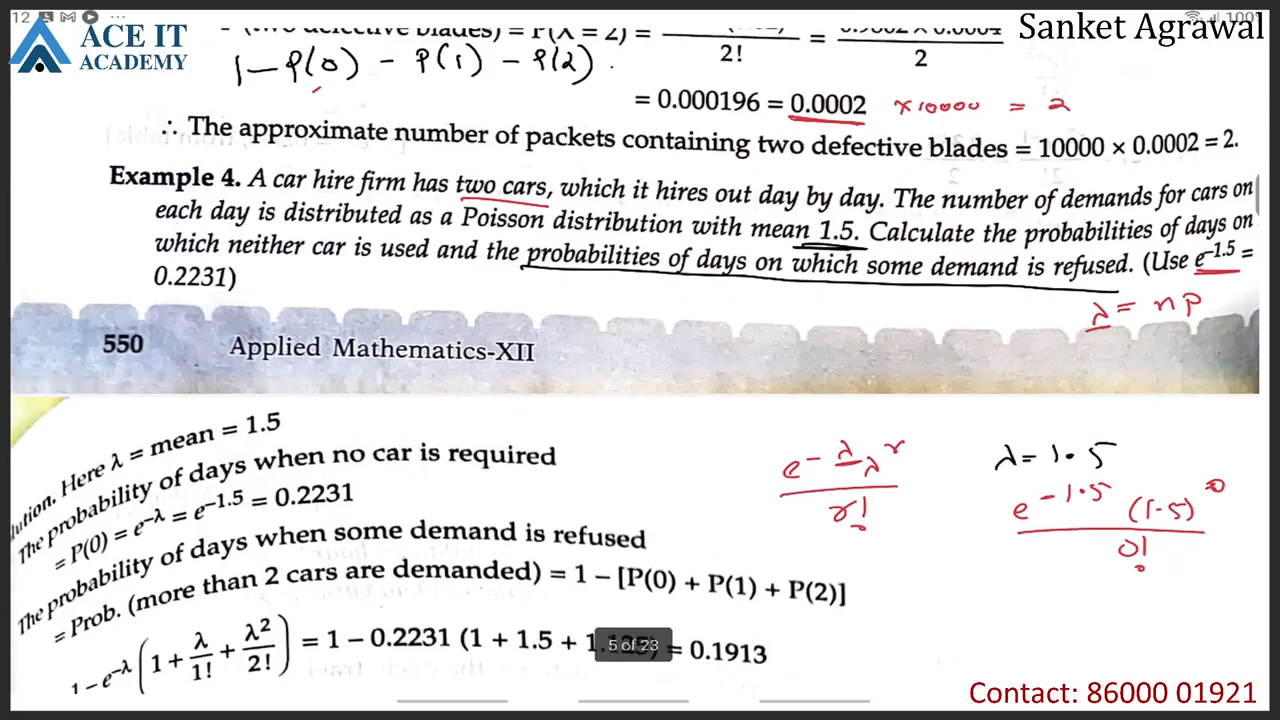 12
100%
ACE IT
ACADEMY
Sanket Agrawal
(two defective blades) = P(X = 2) = = 
2! 2
1 – P(0) – P(1) – P(2)
= 0.000196 = 0.0002 × 10000 = 2
∴ The approximate number of packets containing two defective blades = 10000 × 0.0002 = 2.
Example 4. A car hire firm has two cars, which it hires out day by day. The number of demands for cars on
each day is distributed as a Poisson distribution with mean 1.5. Calculate the probabilities of days on
which neither car is used and the probabilities of days on which some demand is refused. (Use e^–1.5 =
0.2231)
λ = np
550 Applied Mathematics-XII
lution. Here λ = mean = 1.5
The probability of days when no car is required
= P(0) = e^–λ = e^–1.5 = 0.2231
The probability of days when some demand is refused
= Prob. (more than 2 cars are demanded) = 1 – [P(0) + P(1) + P(2)]
1 – e^–λ (1 + λ/1! + λ²/2!) = 1 – 0.2231 (1 + 1.5 + = 0.1913
5 of 23
e^–λ λ^r
r!
λ = 1.5
e^–1.5 (1.5)^0
0!
Contact: 86000 01921